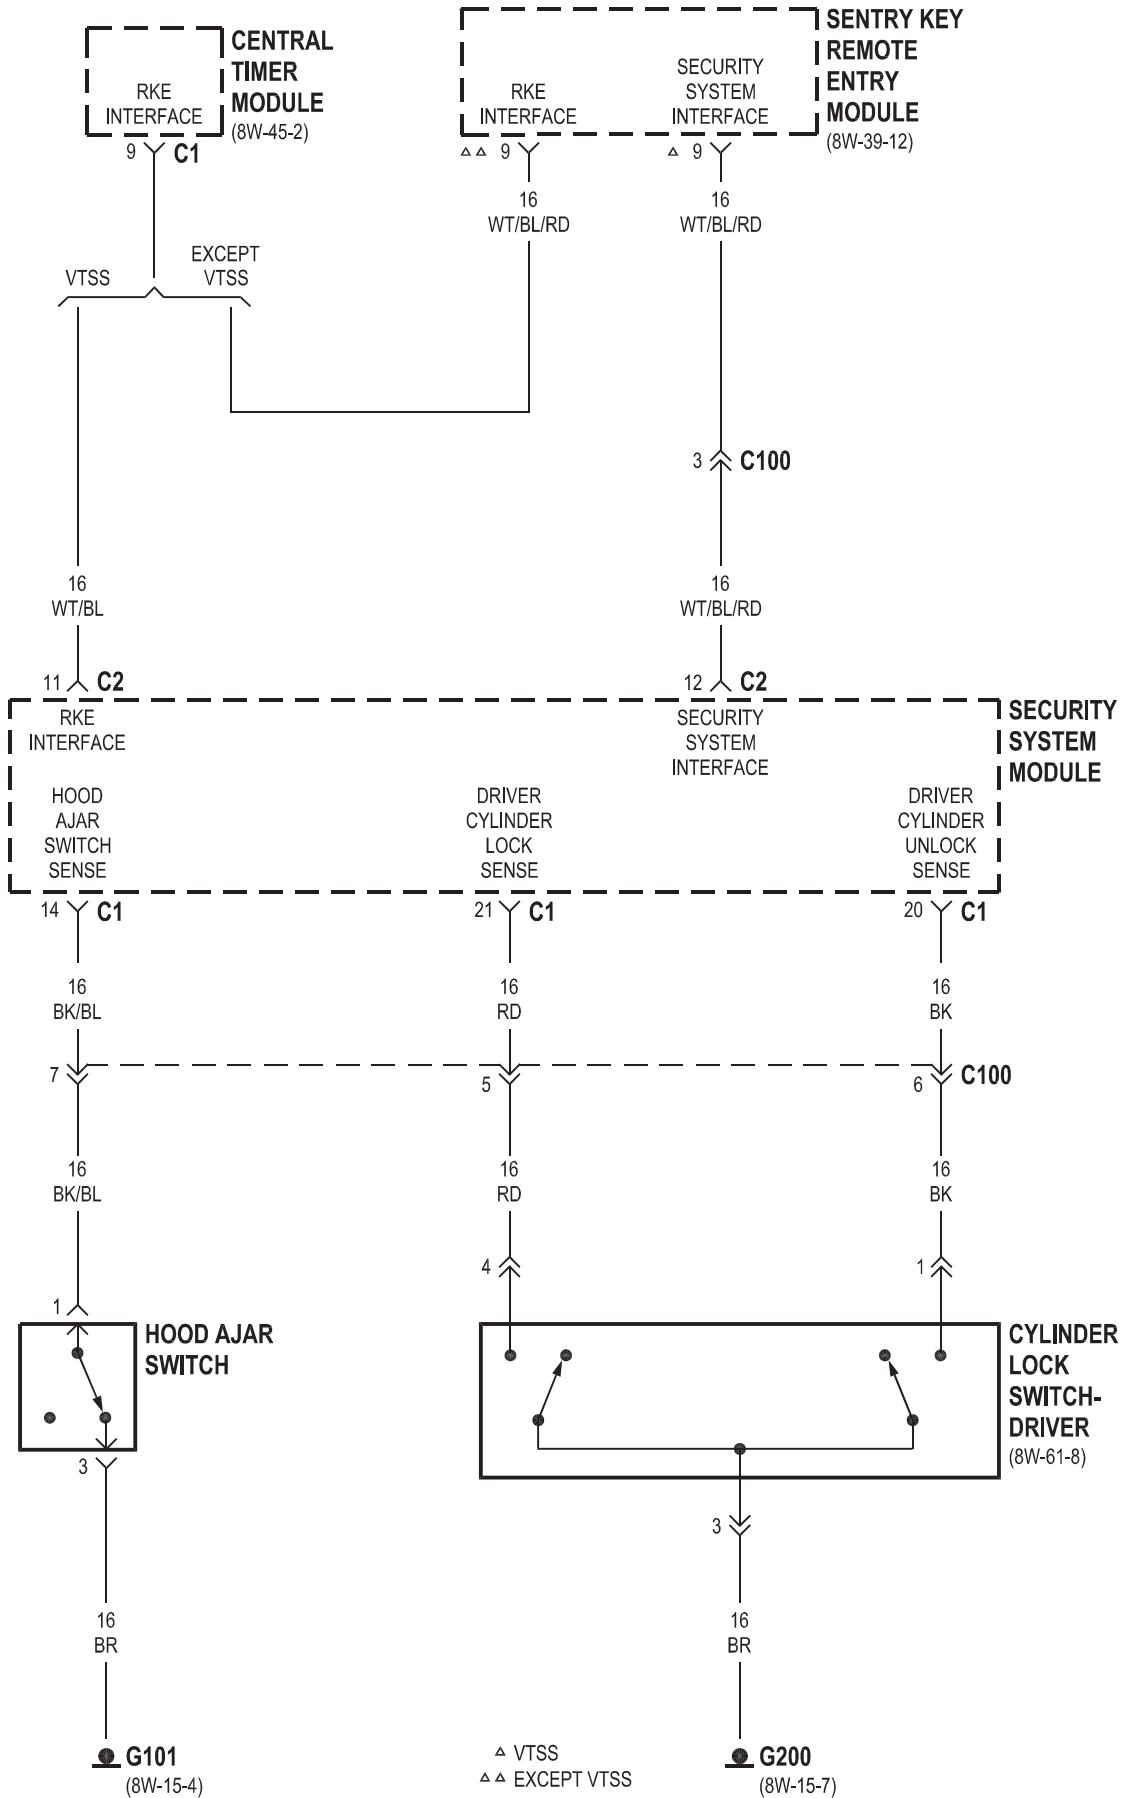 CENTRAL
TIMER
MODULE
(8W-45-2)
RKE
INTERFACE
9
C1
SENTRY KEY
REMOTE
ENTRY
MODULE
(8W-39-12)
RKE
INTERFACE
SECURITY
SYSTEM
INTERFACE
△△ 9
△ 9
16
WT/BL/RD
16
WT/BL/RD
VTSS
EXCEPT
VTSS
3
C100
16
WT/BL
16
WT/BL/RD
11
C2
12
C2
RKE
INTERFACE
SECURITY
SYSTEM
INTERFACE
SECURITY
SYSTEM
MODULE
HOOD
AJAR
SWITCH
SENSE
DRIVER
CYLINDER
LOCK
SENSE
DRIVER
CYLINDER
UNLOCK
SENSE
14
C1
21
C1
20
C1
16
BK/BL
16
RD
16
BK
7
5
6
C100
16
BK/BL
16
RD
16
BK
1
4
1
HOOD AJAR
SWITCH
CYLINDER
LOCK
SWITCH-
DRIVER
(8W-61-8)
3
3
16
BR
16
BR
G101
(8W-15-4)
△ VTSS
△△ EXCEPT VTSS
G200
(8W-15-7)